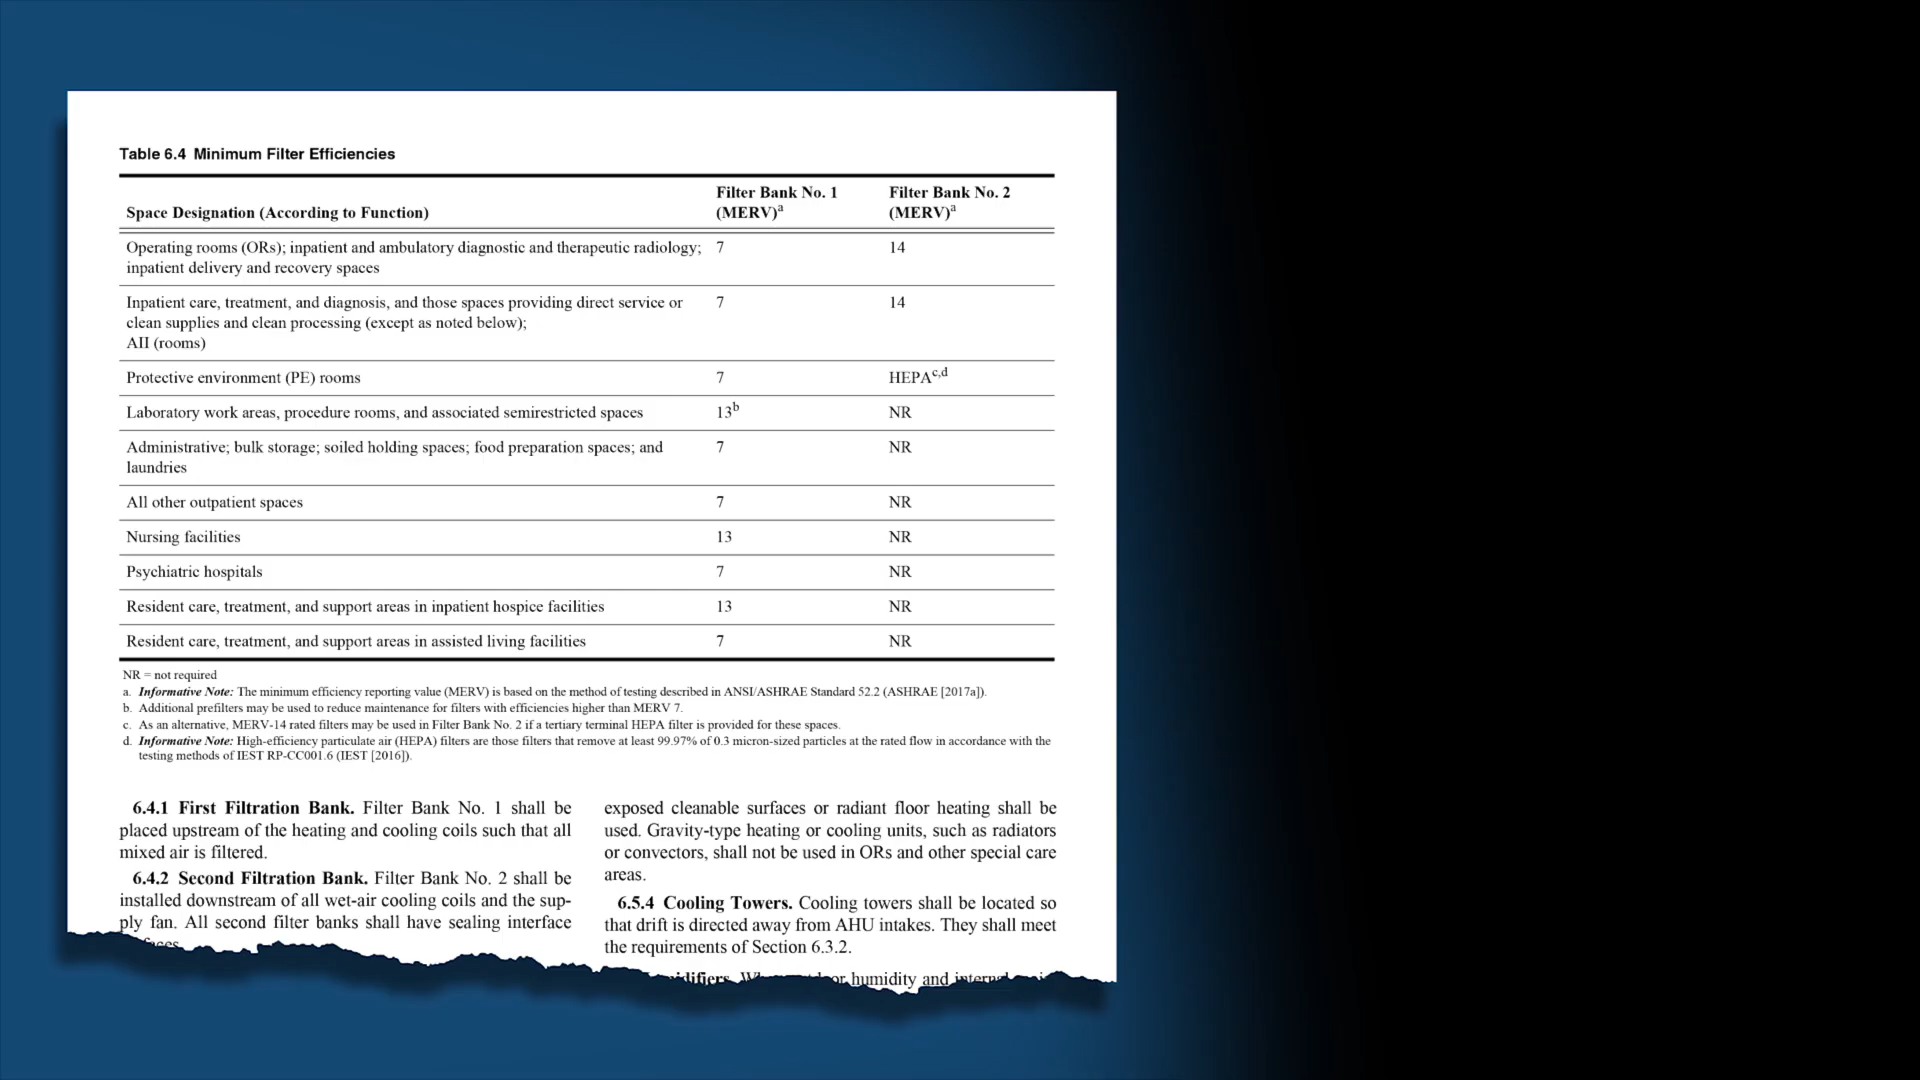 Table 6.4 Minimum Filter Efficiencies
Space Designation (According to Function)
Filter Bank No. 1
(MERV)a
Filter Bank No. 2
(MERV)a
Operating rooms (ORs); inpatient and ambulatory diagnostic and therapeutic radiology; 7 14
inpatient delivery and recovery spaces
Inpatient care, treatment, and diagnosis, and those spaces providing direct service or 7 14
clean supplies and clean processing (except as noted below);
AII (rooms)
Protective environment (PE) rooms 7 HEPAc,d
Laboratory work areas, procedure rooms, and associated semirestricted spaces 13b NR
Administrative; bulk storage; soiled holding spaces; food preparation spaces; and 7 NR
laundries
All other outpatient spaces 7 NR
Nursing facilities 13 NR
Psychiatric hospitals 7 NR
Resident care, treatment, and support areas in inpatient hospice facilities 13 NR
Resident care, treatment, and support areas in assisted living facilities 7 NR
NR = not required
a. Informative Note: The minimum efficiency reporting value (MERV) is based on the method of testing described in ANSI/ASHRAE Standard 52.2 (ASHRAE [2017a]).
b. Additional prefilters may be used to reduce maintenance for filters with efficiencies higher than MERV 7.
c. As an alternative, MERV-14 rated filters may be used in Filter Bank No. 2 if a tertiary terminal HEPA filter is provided for these spaces.
d. Informative Note: High-efficiency particulate air (HEPA) filters are those filters that remove at least 99.97% of 0.3 micron-sized particles at the rated flow in accordance with the
testing methods of IEST RP-CC001.6 (IEST [2016]).
6.4.1 First Filtration Bank. Filter Bank No. 1 shall be
placed upstream of the heating and cooling coils such that all
mixed air is filtered.
6.4.2 Second Filtration Bank. Filter Bank No. 2 shall be
installed downstream of all wet-air cooling coils and the sup-
ply fan. All second filter banks shall have sealing interface
exposed cleanable surfaces or radiant floor heating shall be
used. Gravity-type heating or cooling units, such as radiators
or convectors, shall not be used in ORs and other special care
areas.
6.5.4 Cooling Towers. Cooling towers shall be located so
that drift is directed away from AHU intakes. They shall meet
the requirements of Section 6.3.2.
humidity and